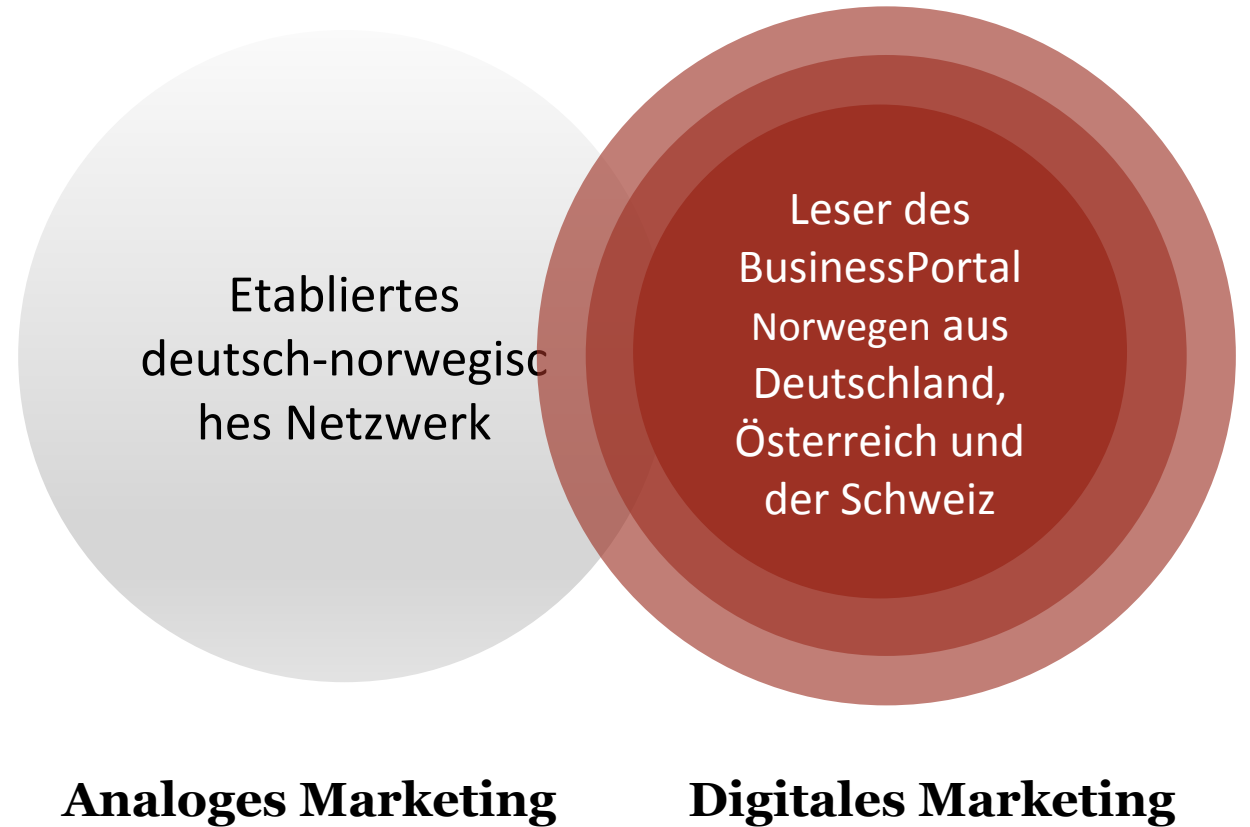 Etabliertes
deutsch-norwegisc
hes Netzwerk
Leser des
BusinessPortal
Norwegen aus
Deutschland,
Österreich und
der Schweiz
Analoges Marketing
Digitales Marketing